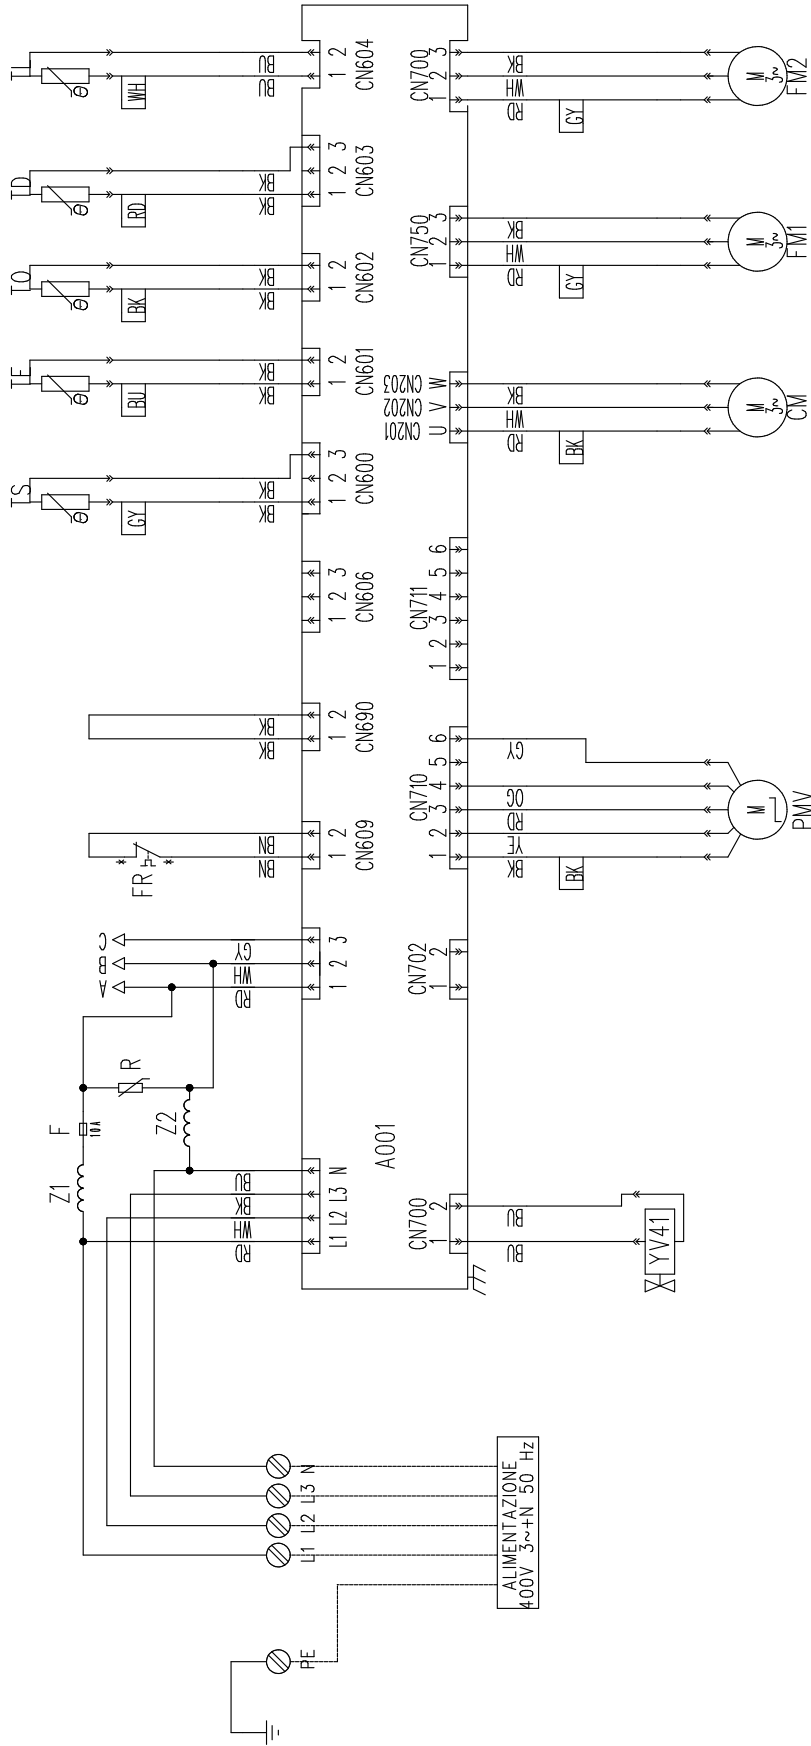 TS TE TO TD TL
θ θ θ θ θ
Z1 F R
10A
A B C
GY BU BK RD WH
Z2 FR
RD WH BK BU RD WH GY BN BN BK BK BK BK BK BK BK BK BK BK BU BU
PE L1 L2 L3 N
L1 L2 L3 N 1 2 3 1 2 1 2 1 2 3 1 2 3 1 2 1 2 1 2 3 1 2
CN609 CN690 CN606 CN600 CN601 CN602 CN603 CN604
A001
CN201 CN202 CN203
CN700 CN702 CN710 CN711 CN750 CN700
1 2 1 2 1 2 3 4 5 6 1 2 3 4 5 6 U V W 1 2 3 1 2 3
ALIMENTAZIONE
400V 3~+N 50 Hz
BU BU BK YE RD OG GY RD WH BK RD WH BK RD WH BK
BK BK GY GY
YV41
M M M M
3~ 3~ 3~
PMV CM FM1 FM2